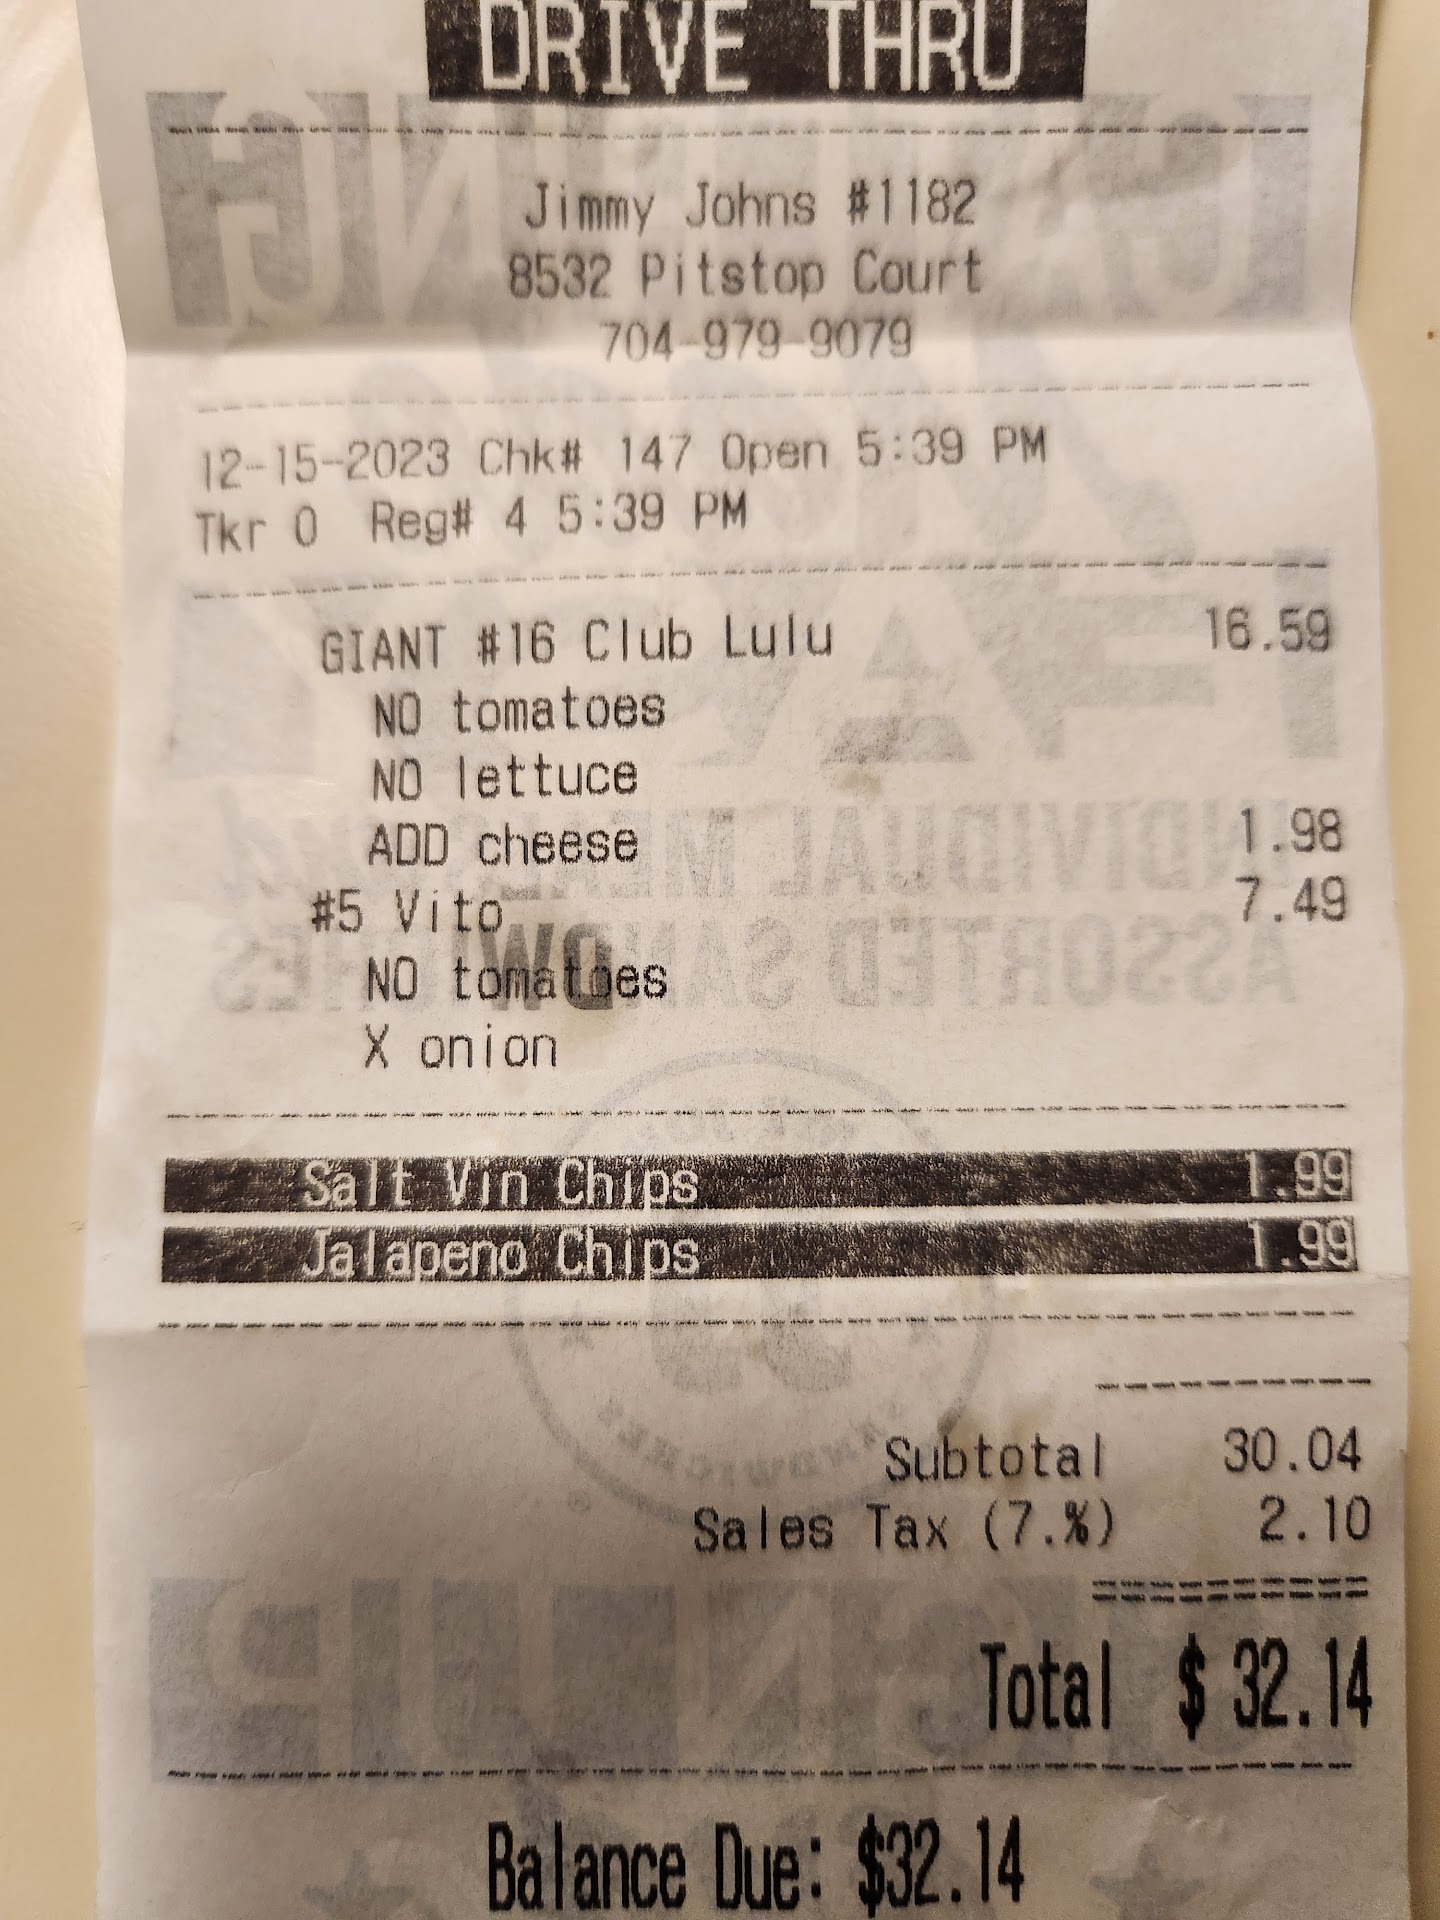 DRIVE THRU
Jimmy Johns #1182
8532 Pitstop Court
704-979-9079
12-15-2023 Chk# 147 Open 5:39 PM
Tkr 0 Reg# 4 5:39 PM
GIANT #16 Club Lulu 16.59
NO tomatoes
NO lettuce
ADD cheese 1.98
#5 Vito 7.49
NO tomatoes
X onion
Salt Vin Chips 1.99
Jalapeno Chips 1.99
Subtotal 30.04
Sales Tax (7.%) 2.10
Total $ 32.14
Balance Due: $32.14